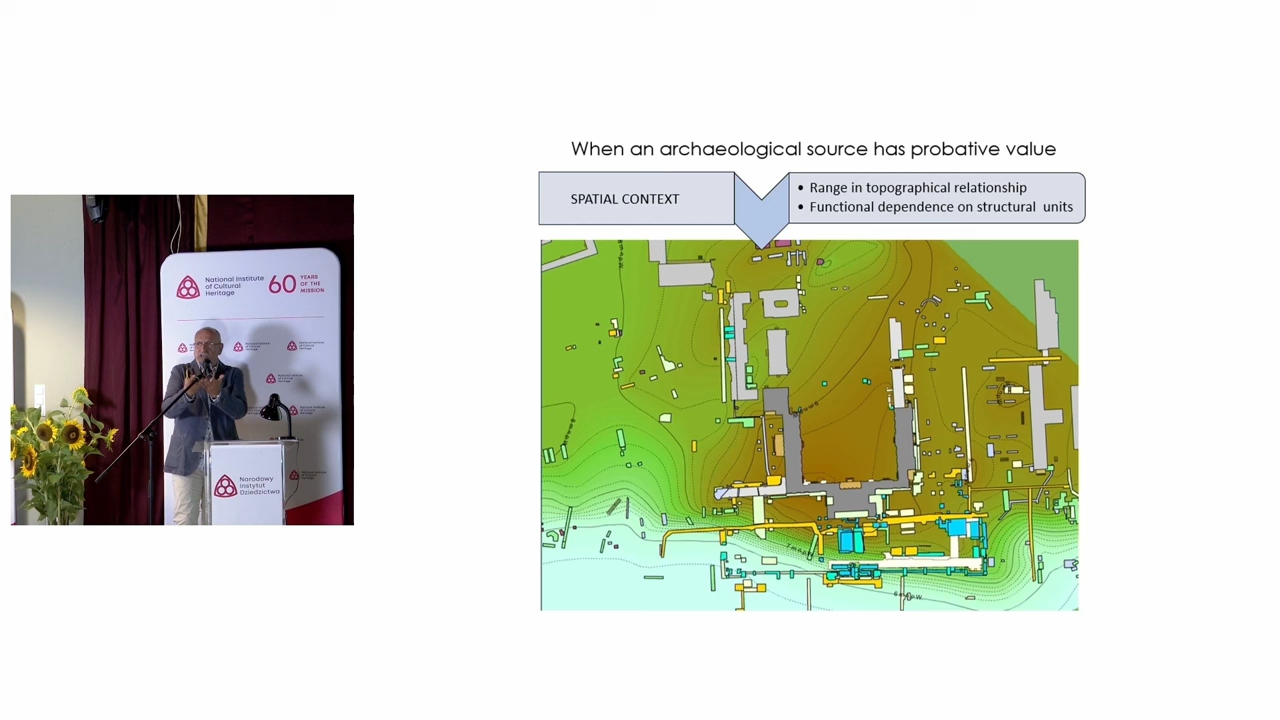 When an archaeological source has probative value
SPATIAL CONTEXT
• Range in topographical relationship
• Functional dependence on structural units
National Institute
of Cultural
Heritage
60 YEARS
OF THE
MISSION
Narodowy
Instytut
Dziedzictwa